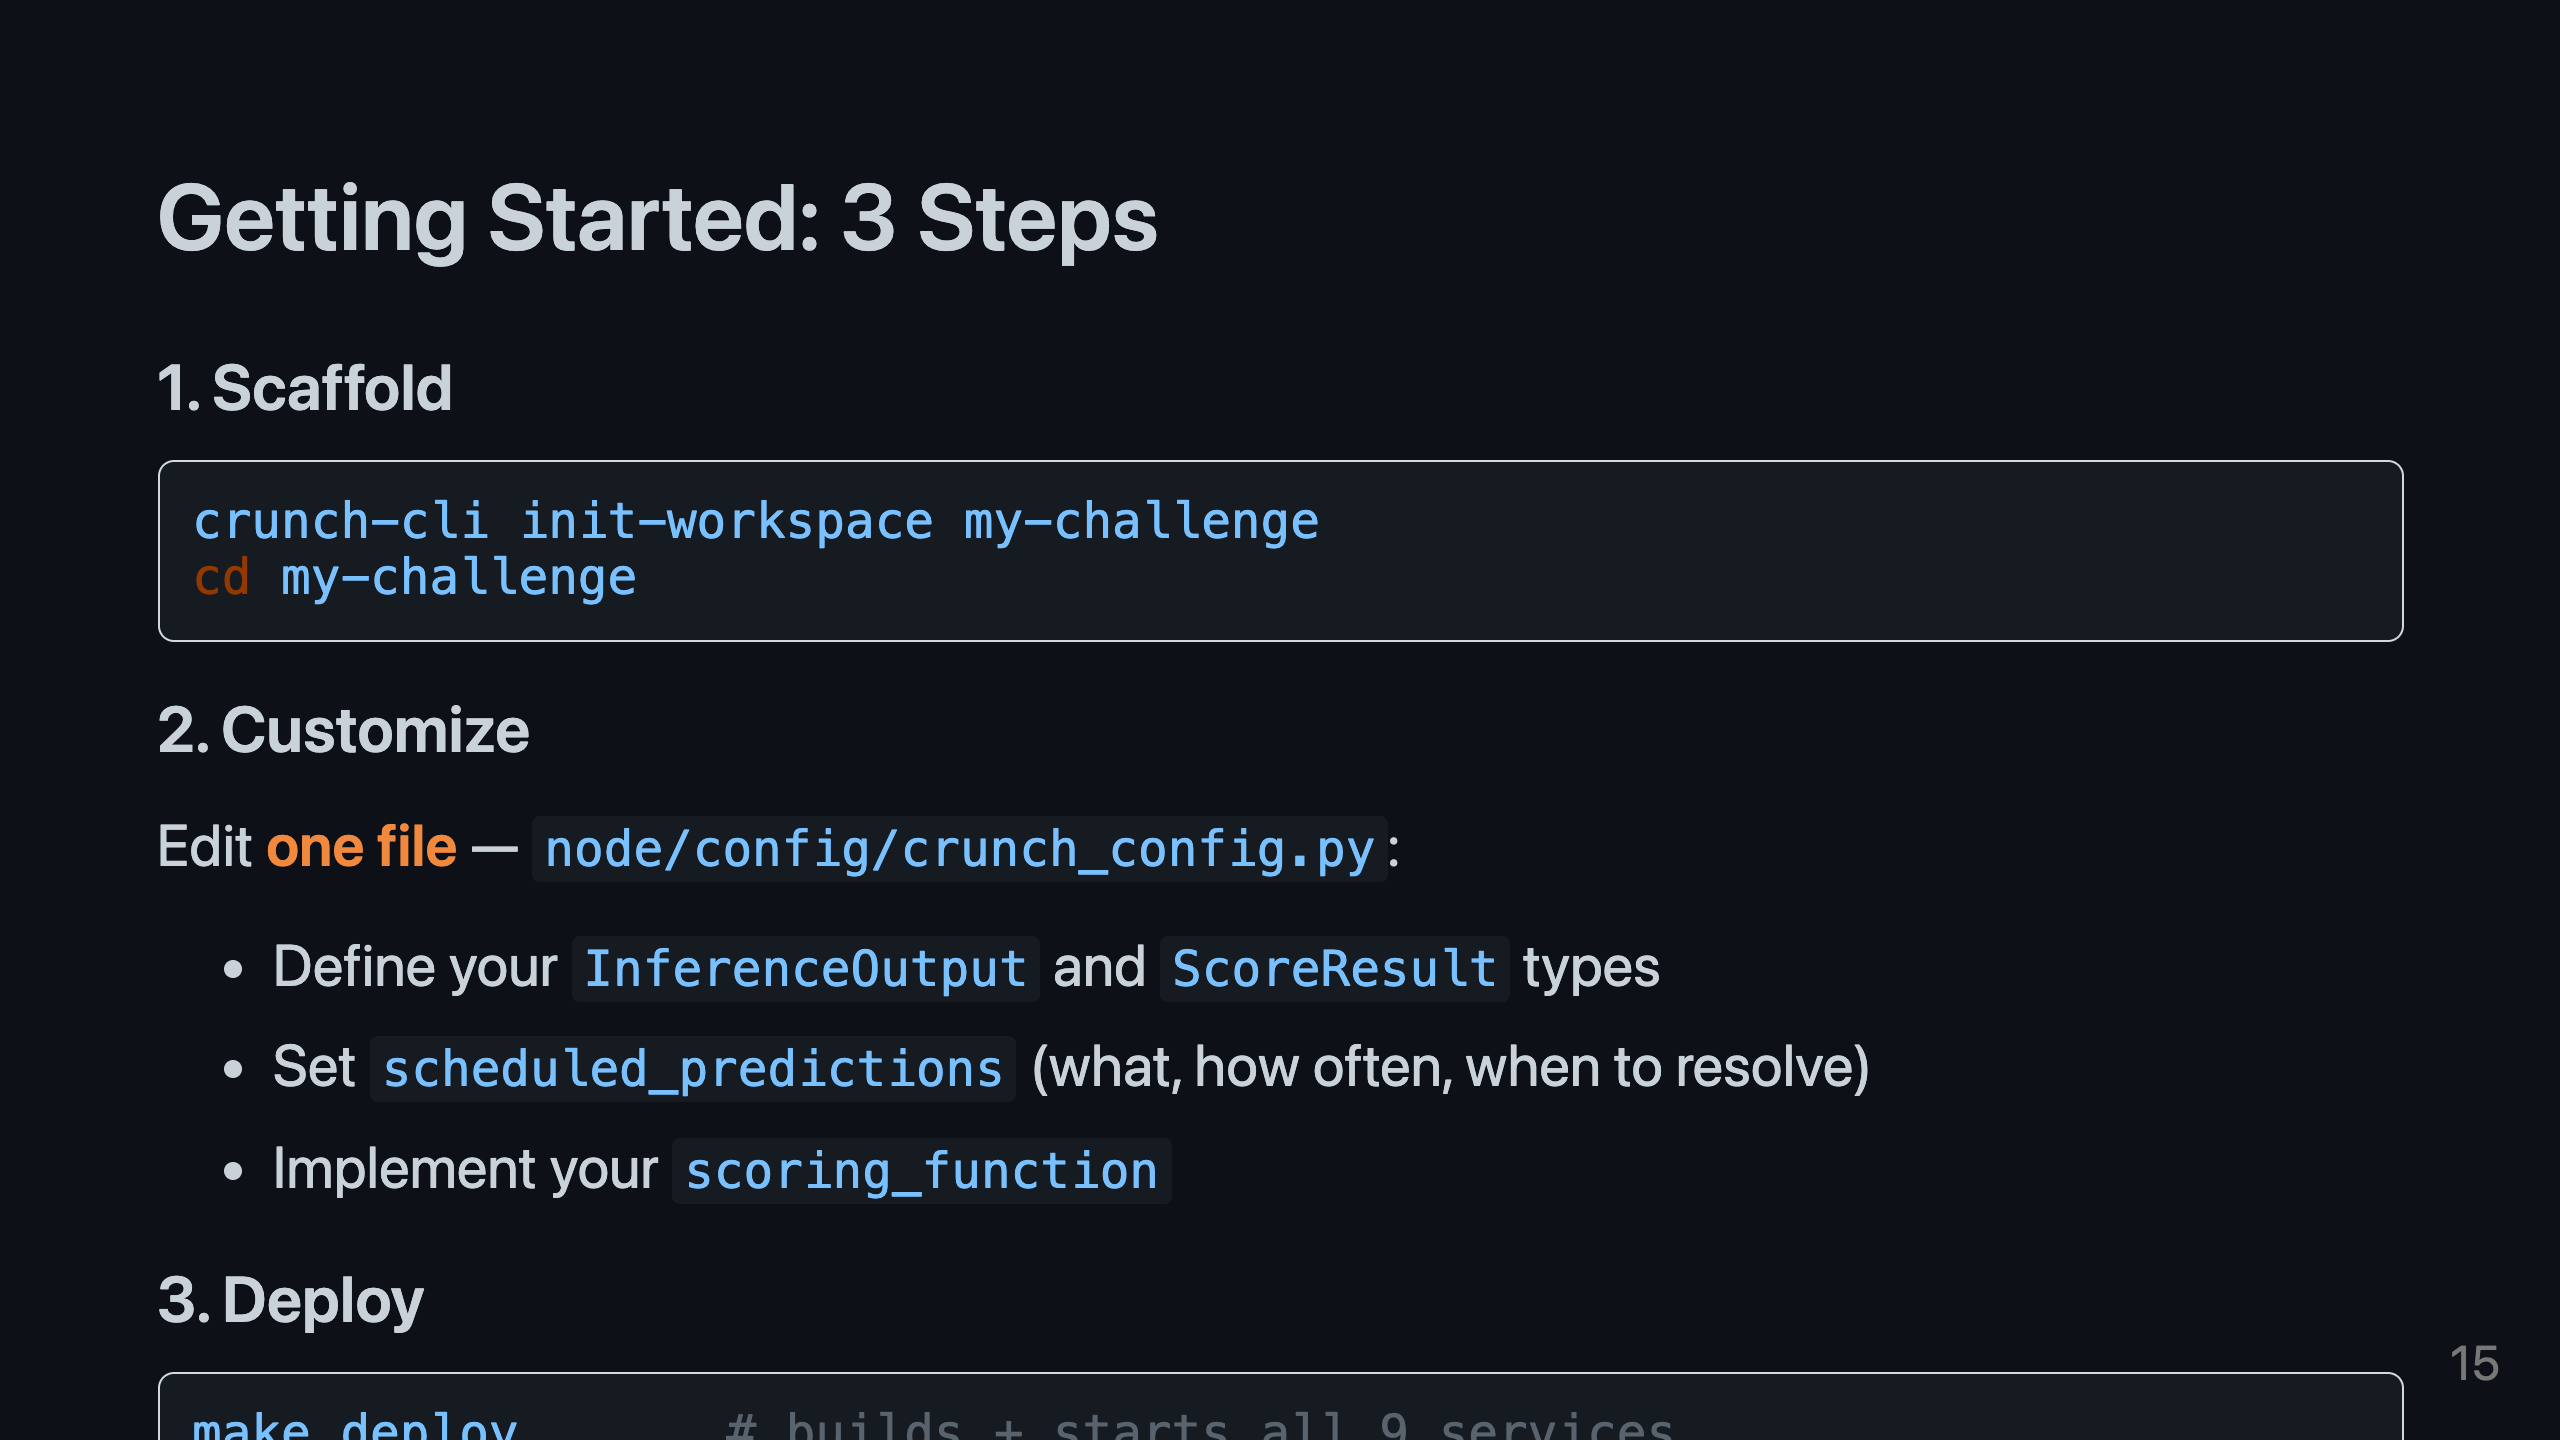 Getting Started: 3 Steps
1. Scaffold
crunch-cli init-workspace my-challenge
cd my-challenge
2. Customize
Edit one file — node/config/crunch_config.py:
• Define your InferenceOutput and ScoreResult types
• Set scheduled_predictions (what, how often, when to resolve)
• Implement your scoring_function
3. Deploy
make deploy # builds + starts all 9 services
15